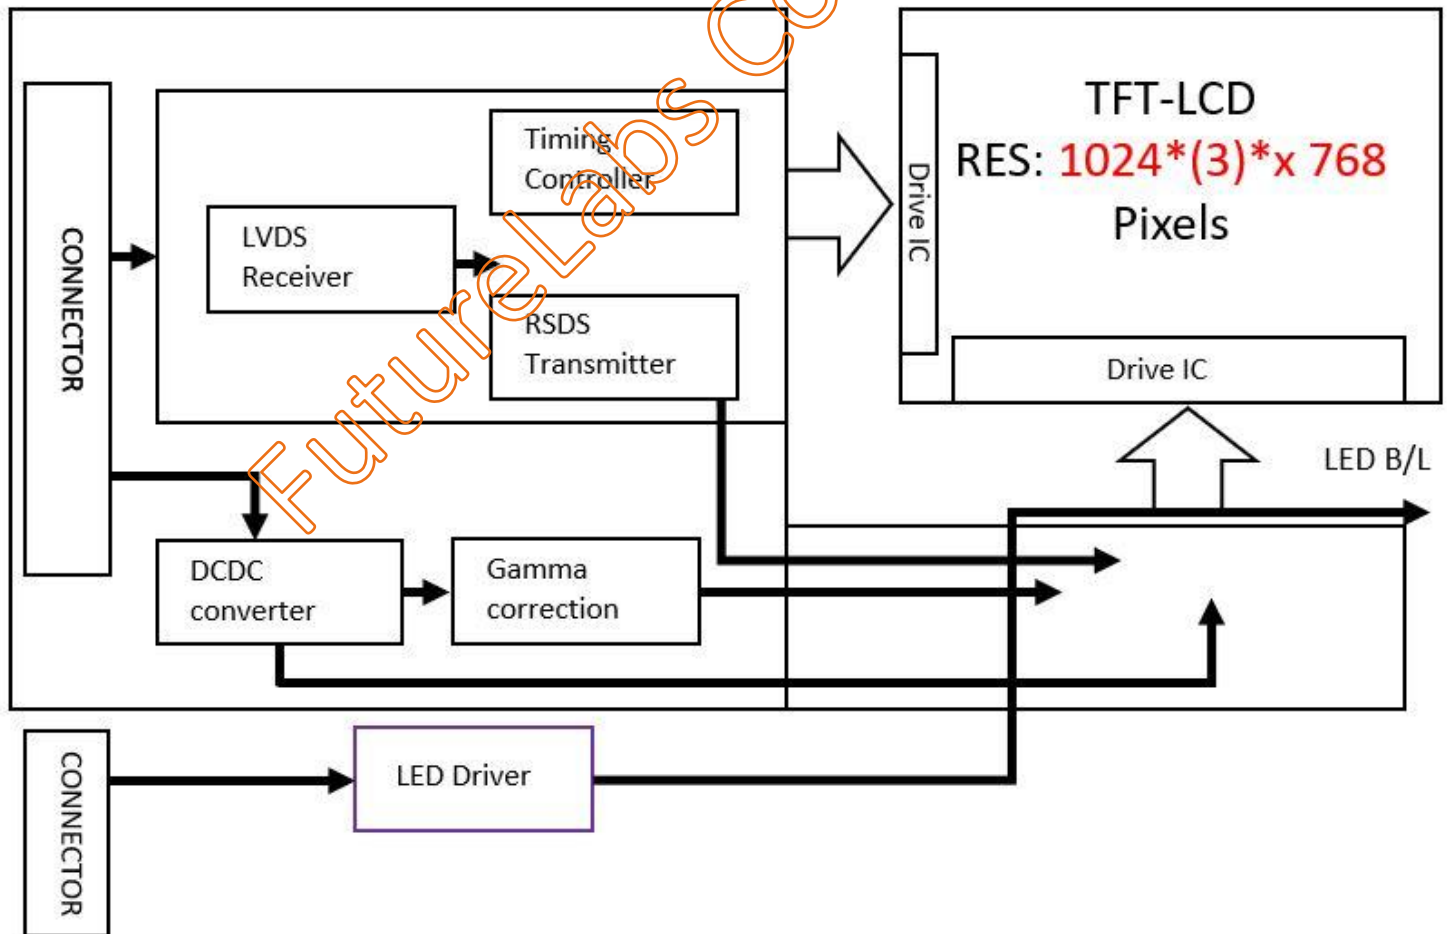 CONNECTOR
Timing
Controller
LVDS
Receiver
RSDS
Transmitter
DCDC
converter
Gamma
correction
TFT-LCD
RES: 1024*(3)*x 768
Pixels
Drive IC
Drive IC
LED B/L
CONNECTOR
LED Driver
FutureLabs